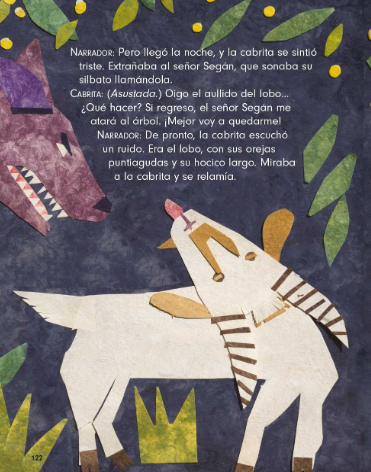 NARRADOR: Pero llegó la noche, y la cabrita se sintió
triste. Extrañaba al señor Segán, que sonaba su
silbato llamándola.
CABRITA: (Asustada.) Oigo el aullido del lobo...
¿Qué hacer? Si regreso, el señor Segán me
atará al árbol. ¡Mejor voy a quedarme!
NARRADOR: De pronto, la cabrita escuchó
un ruido. Era el lobo, con sus orejas
puntiagudas y su hocico largo. Miraba
a la cabrita y se relamía.
122